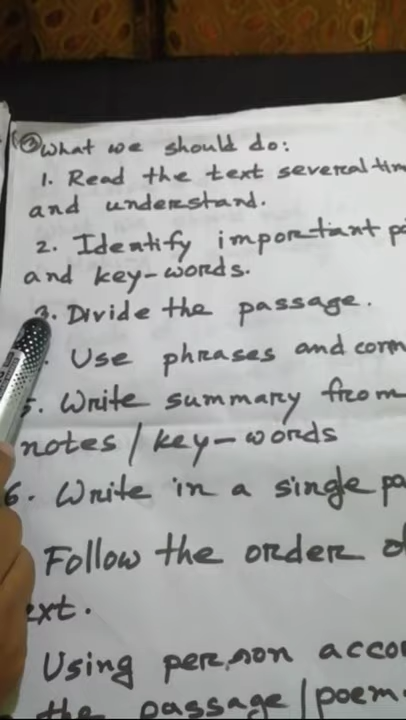 ② What we should do:
1. Read the text several
and understand.
2. Identify important
and key-words.
3. Divide the passage.
Use phrases and
5. Write summary from
notes / key-words
6. Write in a single
Follow the order
Using person
the passage/poem.